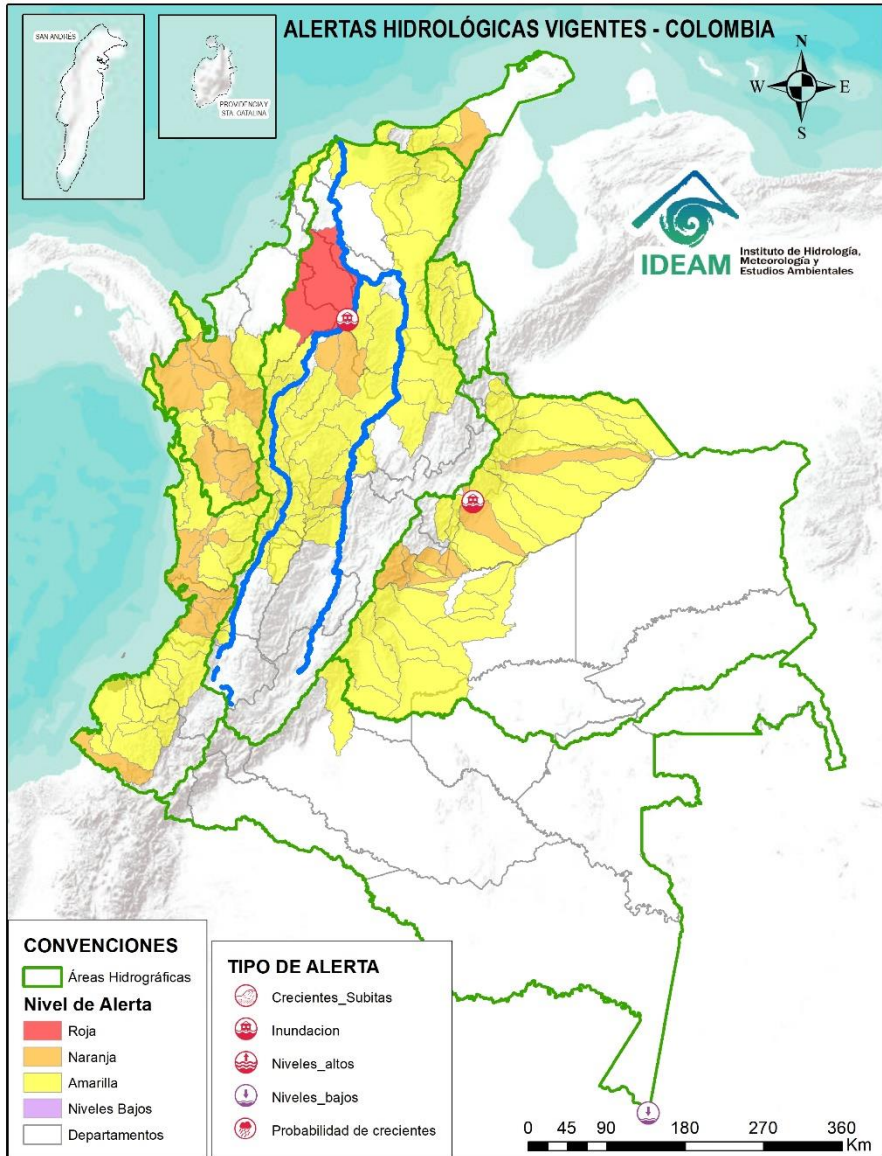 ALERTAS HIDROLÓGICAS VIGENTES - COLOMBIA
SAN ANDRÉS
PROVIDENCIA Y
STA. CATALINA
N
W
E
S
IDEAM
Instituto de Hidrología,
Meteorología y
Estudios Ambientales
CONVENCIONES
Áreas Hidrográficas
Nivel de Alerta
Roja
Naranja
Amarilla
Niveles Bajos
Departamentos
TIPO DE ALERTA
Crecientes_Subitas
Inundacion
Niveles_altos
Niveles_bajos
Probabilidad de crecientes
0 45 90 180 270 360
Km